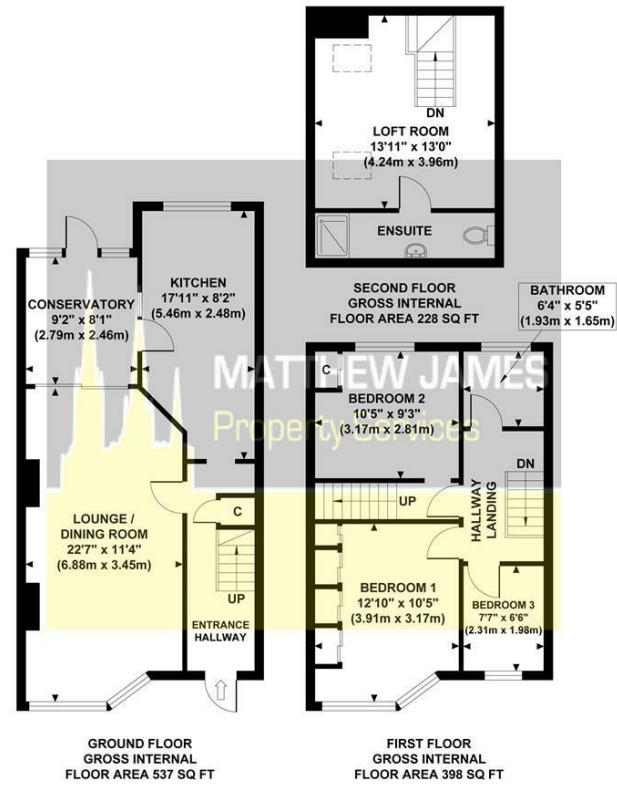 DN
LOFT ROOM
13'11" x 13'0"
(4.24m x 3.96m)
ENSUITE
SECOND FLOOR
GROSS INTERNAL
FLOOR AREA 228 SQ FT
KITCHEN
17'11" x 8'2"
(5.46m x 2.48m)
CONSERVATORY
9'2" x 8'1"
(2.79m x 2.46m)
LOUNGE /
DINING ROOM
22'7" x 11'4"
(6.88m x 3.45m)
C
UP
ENTRANCE
HALLWAY
GROUND FLOOR
GROSS INTERNAL
FLOOR AREA 537 SQ FT
BATHROOM
6'4" x 5'5"
(1.93m x 1.65m)
C
BEDROOM 2
10'5" x 9'3"
(3.17m x 2.81m)
UP
DN
HALLWAY
LANDING
BEDROOM 1
12'10" x 10'5"
(3.91m x 3.17m)
BEDROOM 3
7'7" x 6'6"
(2.31m x 1.98m)
FIRST FLOOR
GROSS INTERNAL
FLOOR AREA 398 SQ FT
MATTHEW JAMES
Property Services